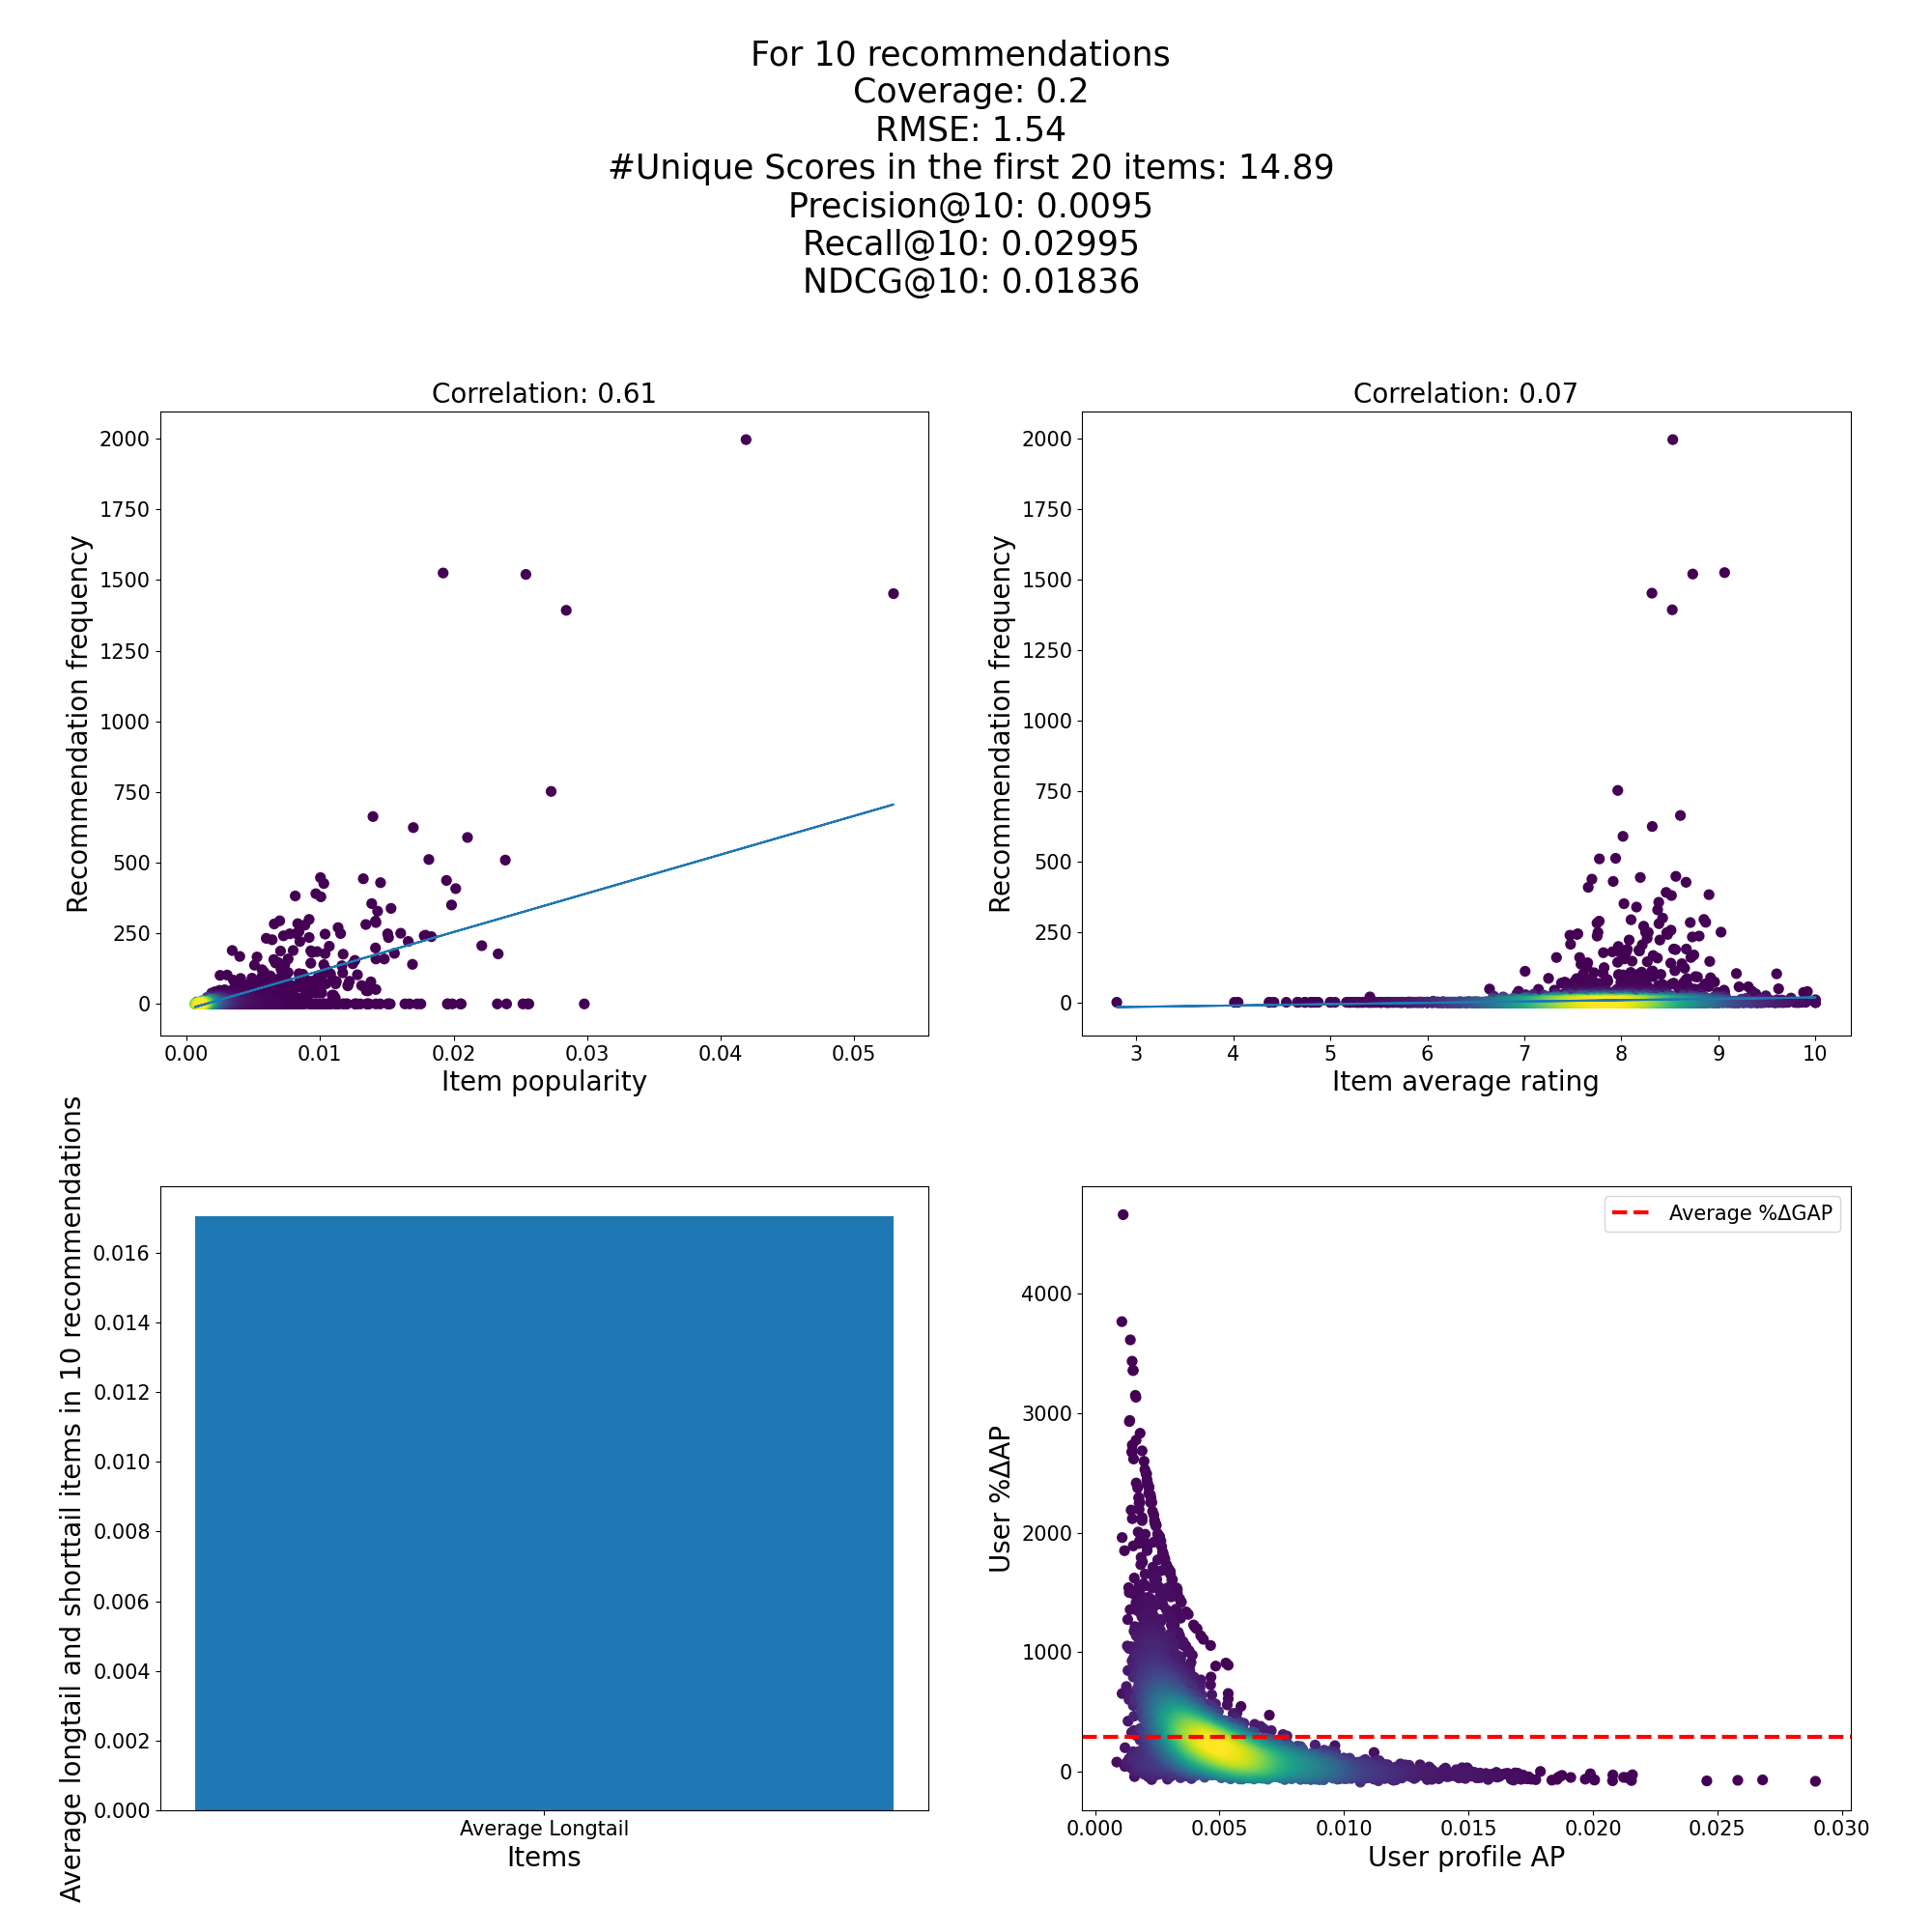 For 10 recommendations
Coverage: 0.2
RMSE: 1.54
#Unique Scores in the first 20 items: 14.89
Precision@10: 0.0095
Recall@10: 0.02995
NDCG@10: 0.01836
Correlation: 0.61
2000
1750
1500
1250
1000
750
500
250
0
Recommendation frequency
0.00 0.01 0.02 0.03 0.04 0.05
Item popularity
Correlation: 0.07
2000
1750
1500
1250
1000
750
500
250
0
Recommendation frequency
3 4 5 6 7 8 9 10
Item average rating
0.016
0.014
0.012
0.010
0.008
0.006
0.004
0.002
0.000
Average longtail and shorttail items in 10 recommendations
Average Longtail
Items
Average %ΔGAP
4000
3000
2000
1000
0
User %ΔAP
0.000 0.005 0.010 0.015 0.020 0.025 0.030
User profile AP